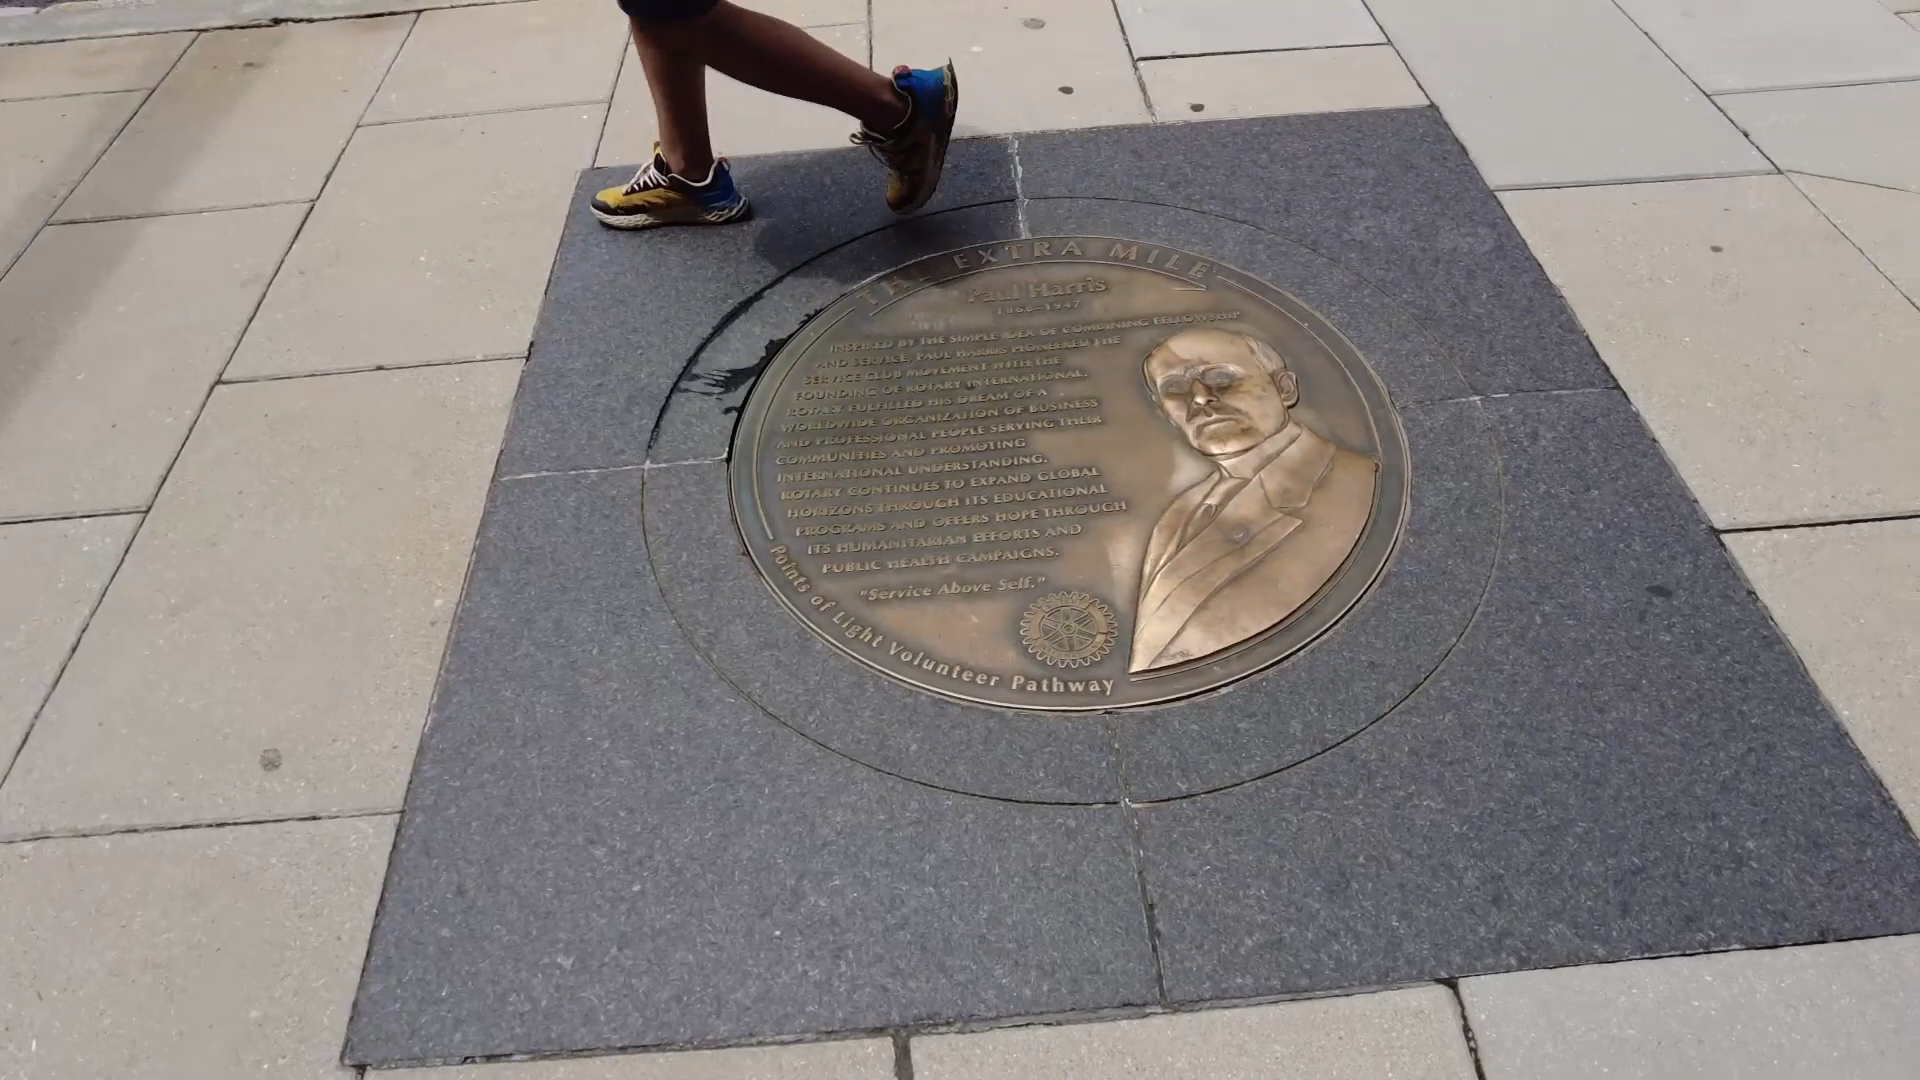 THE EXTRA MILE
Paul Harris
1868–1947
INSPIRED BY THE SIMPLE IDEA OF COMBINING FELLOWSHIP
AND SERVICE, PAUL HARRIS PIONEERED THE
SERVICE CLUB MOVEMENT WITH THE
FOUNDING OF ROTARY INTERNATIONAL.
ROTARY FULFILLED HIS DREAM OF A
WORLDWIDE ORGANIZATION OF BUSINESS
AND PROFESSIONAL PEOPLE SERVING THEIR
COMMUNITIES AND PROMOTING
INTERNATIONAL UNDERSTANDING.
ROTARY CONTINUES TO EXPAND GLOBAL
HORIZONS THROUGH ITS EDUCATIONAL
PROGRAMS AND OFFERS HOPE THROUGH
ITS HUMANITARIAN EFFORTS AND
PUBLIC HEALTH CAMPAIGNS.
"Service Above Self."
Points of Light Volunteer Pathway